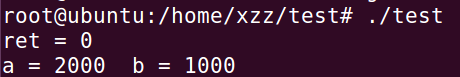 root@ubuntu:/home/xzz/test# ./test
ret = 0
a = 2000  b = 1000